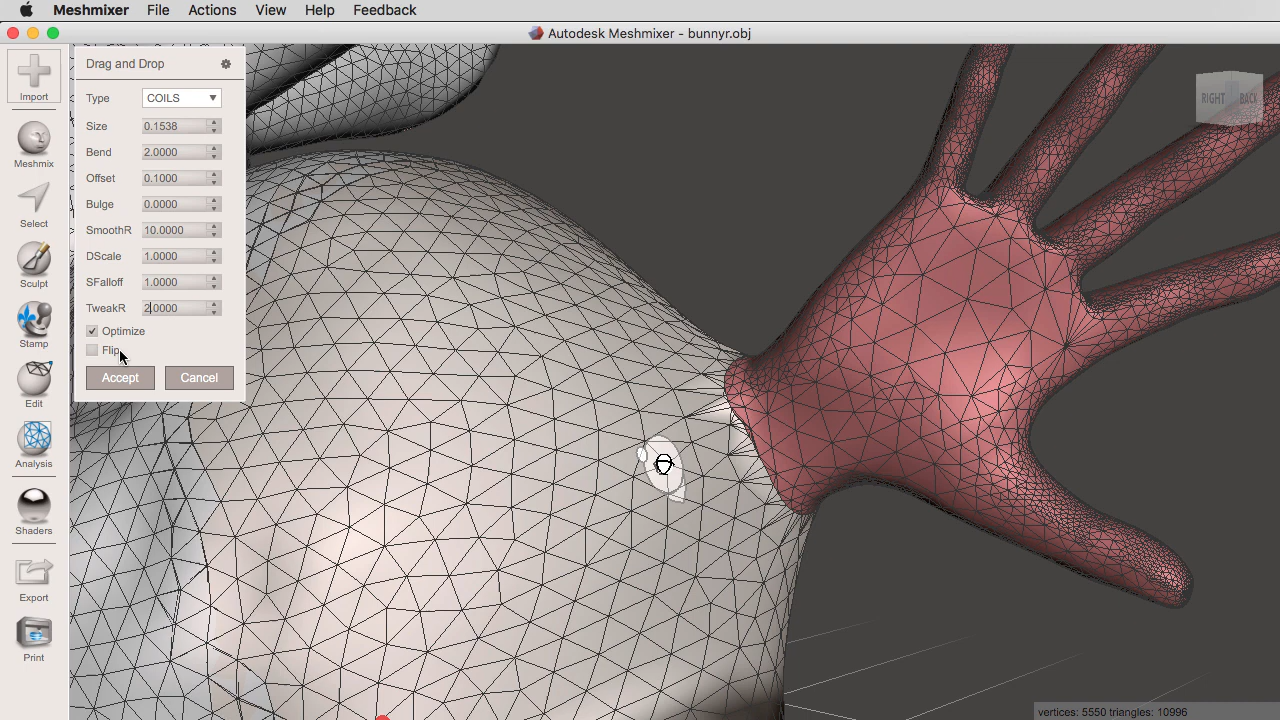 Meshmixer File Actions View Help Feedback
Autodesk Meshmixer - bunnyr.obj
Import
Meshmix
Select
Sculpt
Stamp
Edit
Analysis
Shaders
Export
Print
Drag and Drop
Type COILS
Size 0.1538
Bend 2.0000
Offset 0.1000
Bulge 0.0000
SmoothR 10.0000
DScale 1.0000
SFalloff 1.0000
TweakR 2.0000
Optimize
Flip
Accept Cancel
RIGHT BACK
vertices: 5550 triangles: 10996